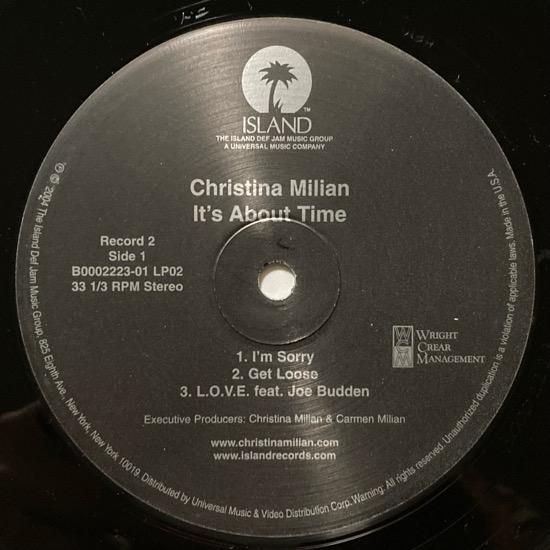 ISLAND
TM
THE ISLAND DEF JAM MUSIC GROUP
A UNIVERSAL MUSIC COMPANY
Christina Milian
It's About Time
Record 2
Side 1
B0002223-01 LP02
33 1/3 RPM Stereo
1. I'm Sorry
2. Get Loose
3. L.O.V.E. feat. Joe Budden
WRIGHT
CREAR
MANAGEMENT
Executive Producers: Christina Milian & Carmen Milian
www.christinamilian.com
www.islandrecords.com
℗ © 2004 The Island Def Jam Music Group, 825 Eighth Ave., New York, New York 10019. Distributed by Universal Music & Video Distribution Corp. Warning: All rights reserved. Unauthorized duplication is a violation of applicable laws. Made in the U.S.A.